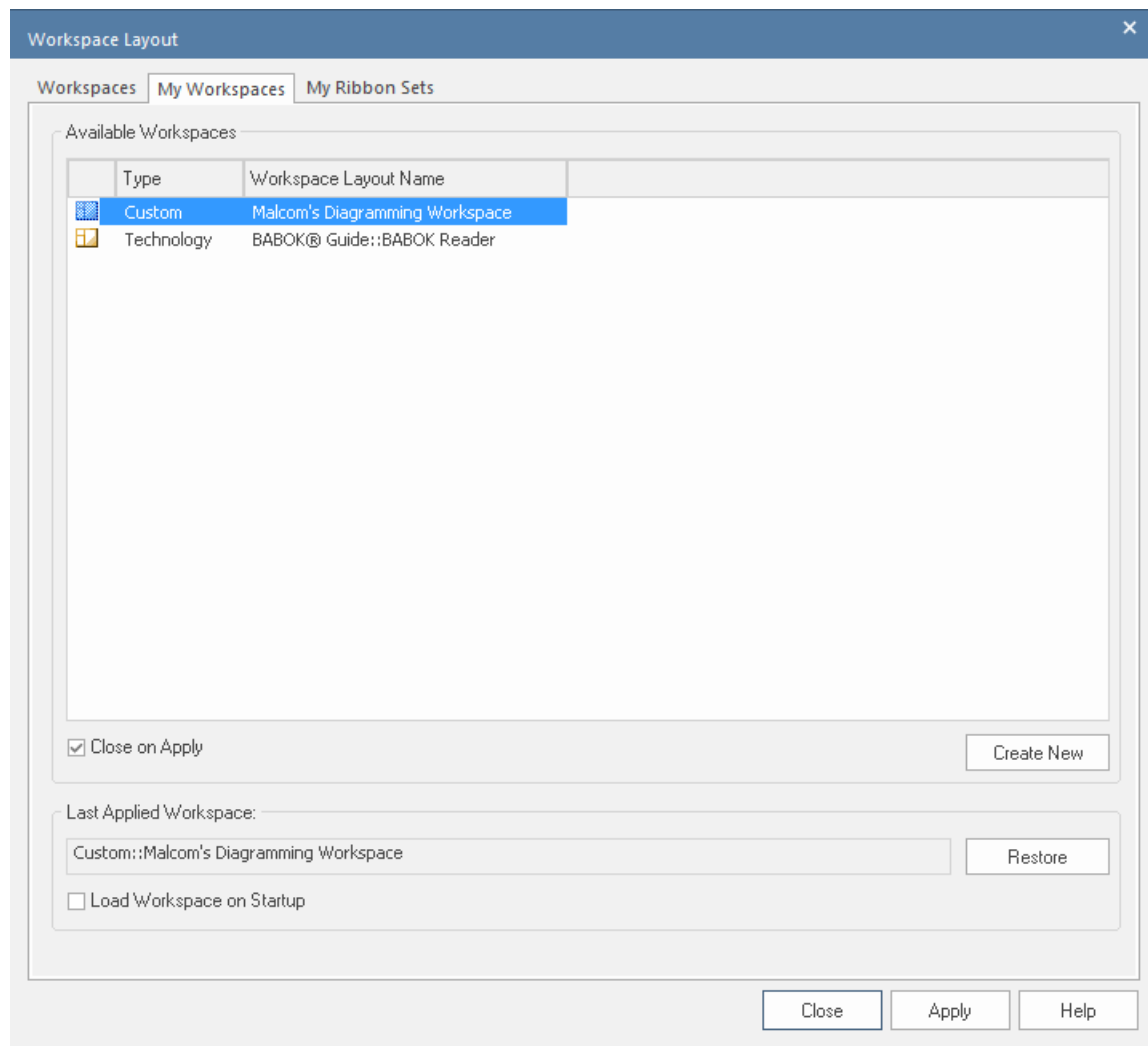 Workspace Layout
Workspaces My Workspaces My Ribbon Sets
Available Workspaces
Type Workspace Layout Name
Custom Malcom's Diagramming Workspace
Technology BABOK® Guide::BABOK Reader
Close on Apply
Create New
Last Applied Workspace:
Custom::Malcom's Diagramming Workspace
Restore
Load Workspace on Startup
Close Apply Help